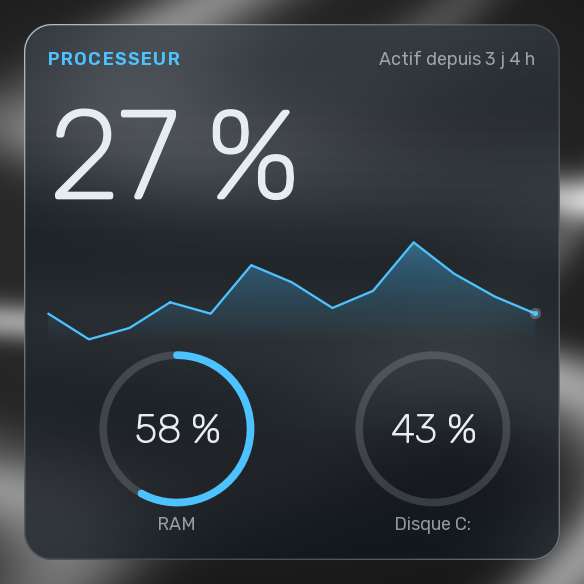 PROCESSEUR
Actif depuis 3 j 4 h
27 %
58 %
43 %
RAM
Disque C: